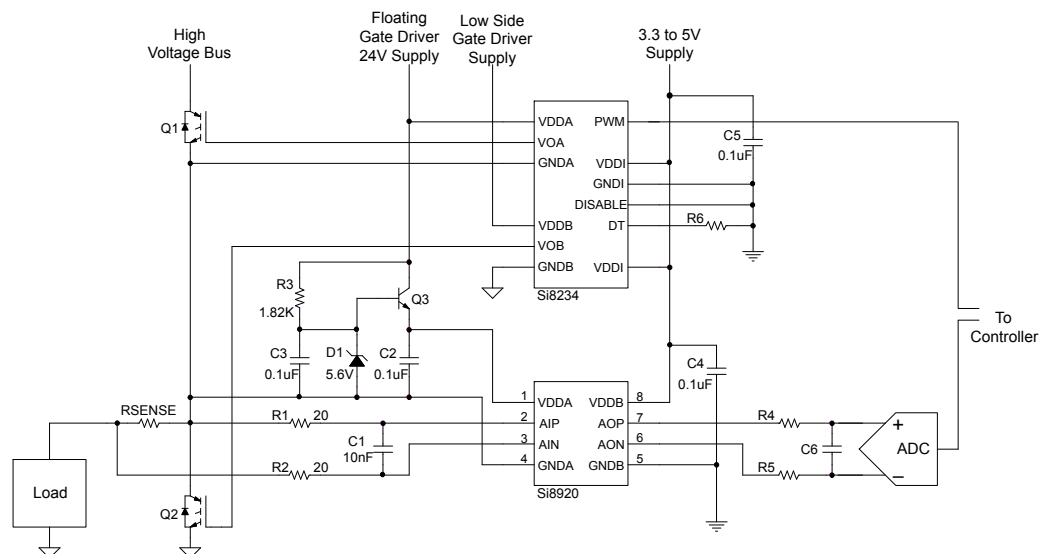 High
Voltage Bus
Floating
Gate Driver
24V Supply
Low Side
Gate Driver
Supply
3.3 to 5V
Supply
Q1
VDDA
VOA
GNDA
VDDB
VOB
GNDB
PWM
VDDI
GNDI
DISABLE
DT
VDDI
Si8234
C5
0.1uF
R6
R3
1.82K
Q3
C3
0.1uF
D1
5.6V
C2
0.1uF
C4
0.1uF
To
Controller
RSENSE
R1 20
C1
10nF
R2 20
1
2
3
4
VDDA
AIP
AIN
GNDA
VDDB
AOP
AON
GNDB
8
7
6
5
Si8920
R4
C6
R5
+
ADC
−
Load
Q2